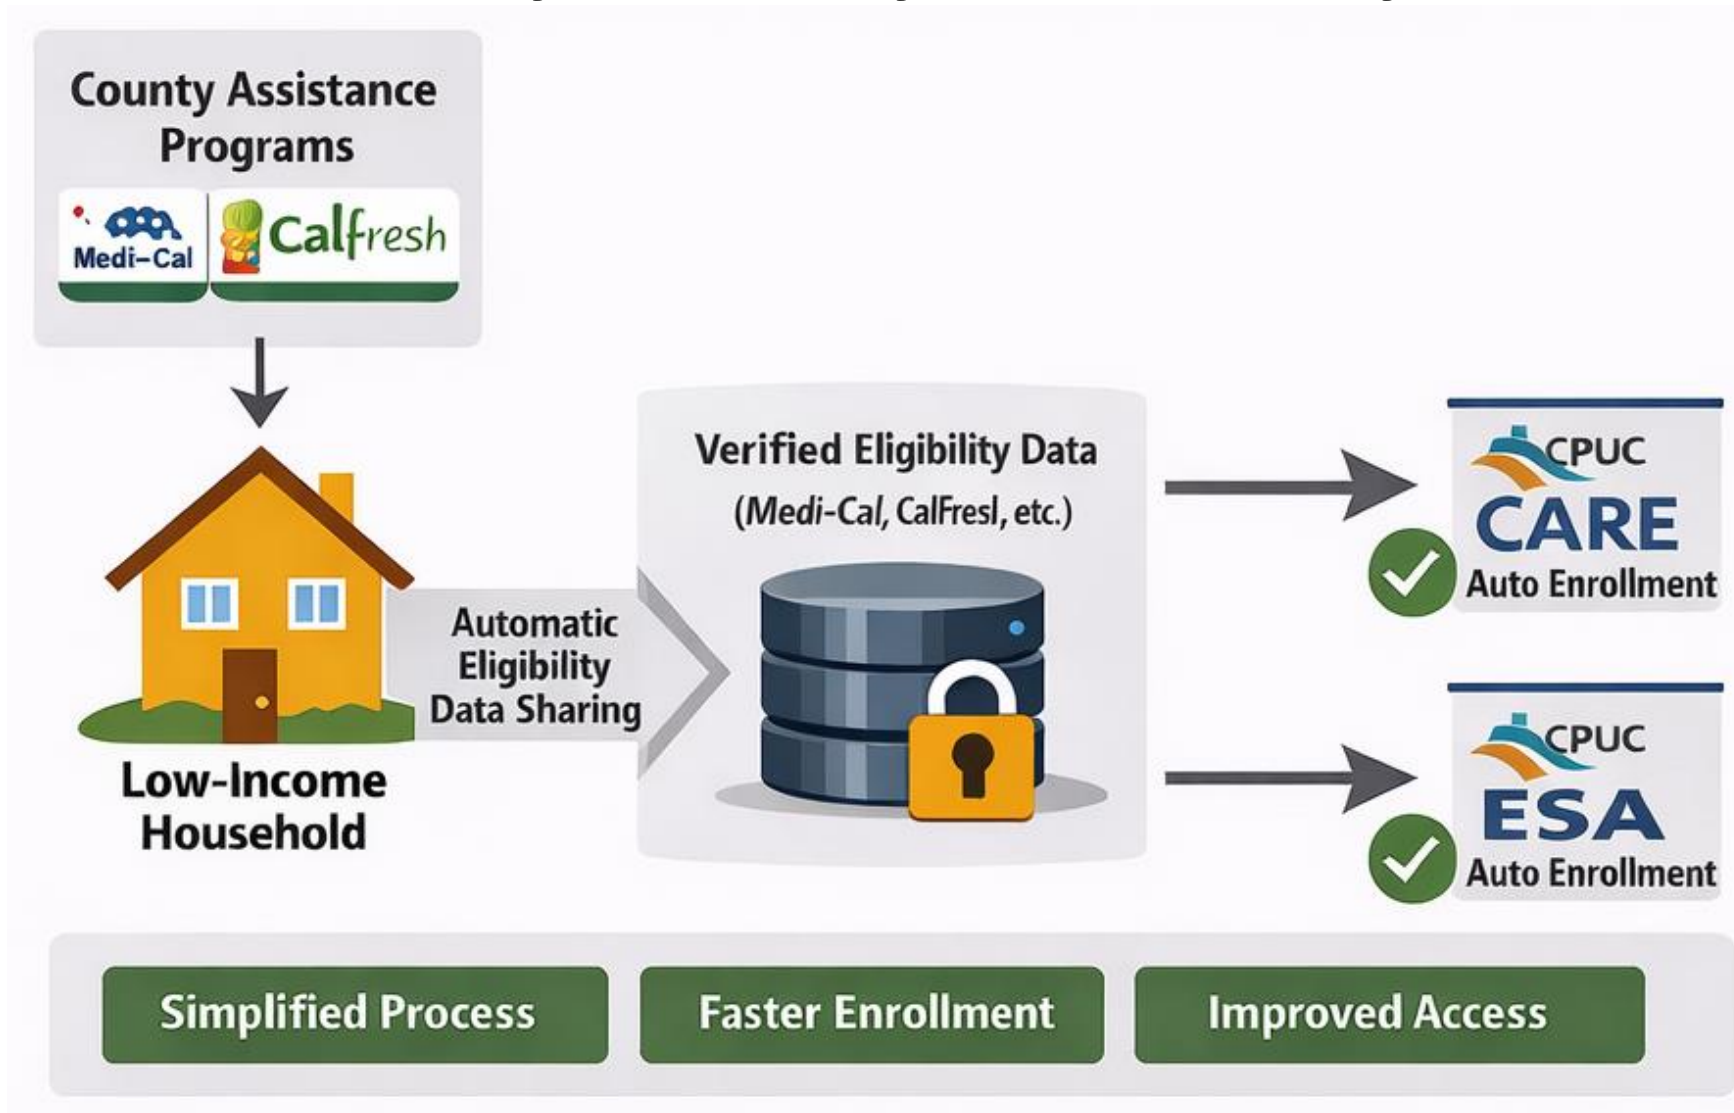 County Assistance
Programs
Medi-Cal
Calfresh
Verified Eligibility Data
(Medi-Cal, CalFresl, etc.)
Automatic
Eligibility
Data Sharing
Low-Income
Household
CPUC
CARE
Auto Enrollment
CPUC
ESA
Auto Enrollment
Simplified Process
Faster Enrollment
Improved Access